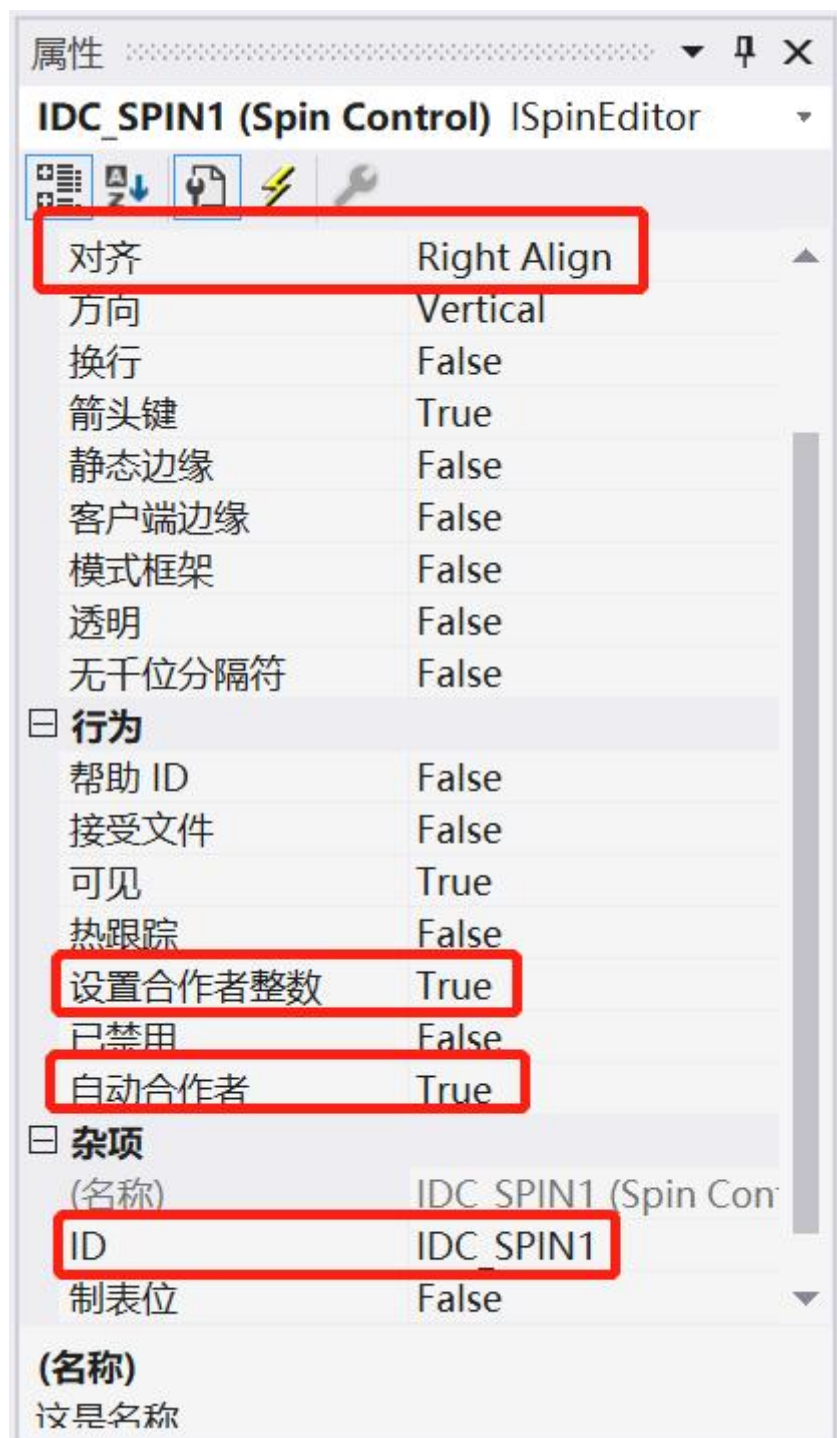 属性
IDC_SPIN1 (Spin Control) ISpinEditor
对齐 Right Align
方向 Vertical
换行 False
箭头键 True
静态边缘 False
客户端边缘 False
模式框架 False
透明 False
无千位分隔符 False
行为
帮助 ID False
接受文件 False
可见 True
热跟踪 False
设置合作者整数 True
已禁用 False
自动合作者 True
杂项
(名称) IDC_SPIN1 (Spin Con
ID IDC_SPIN1
制表位 False
(名称)
这是名称